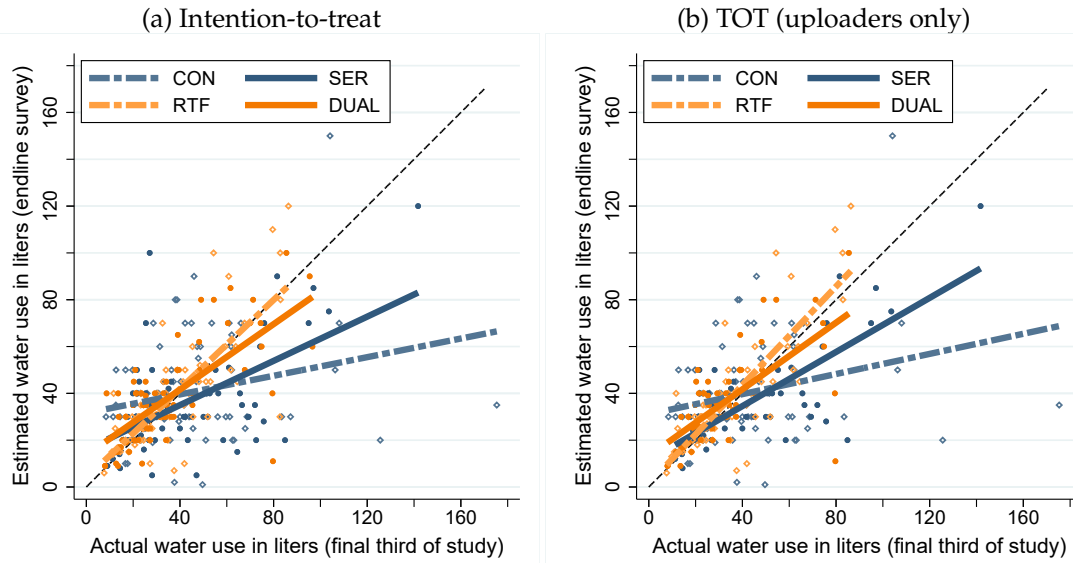 (a) Intention-to-treat
CON SER
RTF DUAL
Estimated water use in liters (endline survey)
160
120
80
40
0
0 40 80 120 160
Actual water use in liters (final third of study)
(b) TOT (uploaders only)
CON SER
RTF DUAL
Estimated water use in liters (endline survey)
160
120
80
40
0
0 40 80 120 160
Actual water use in liters (final third of study)